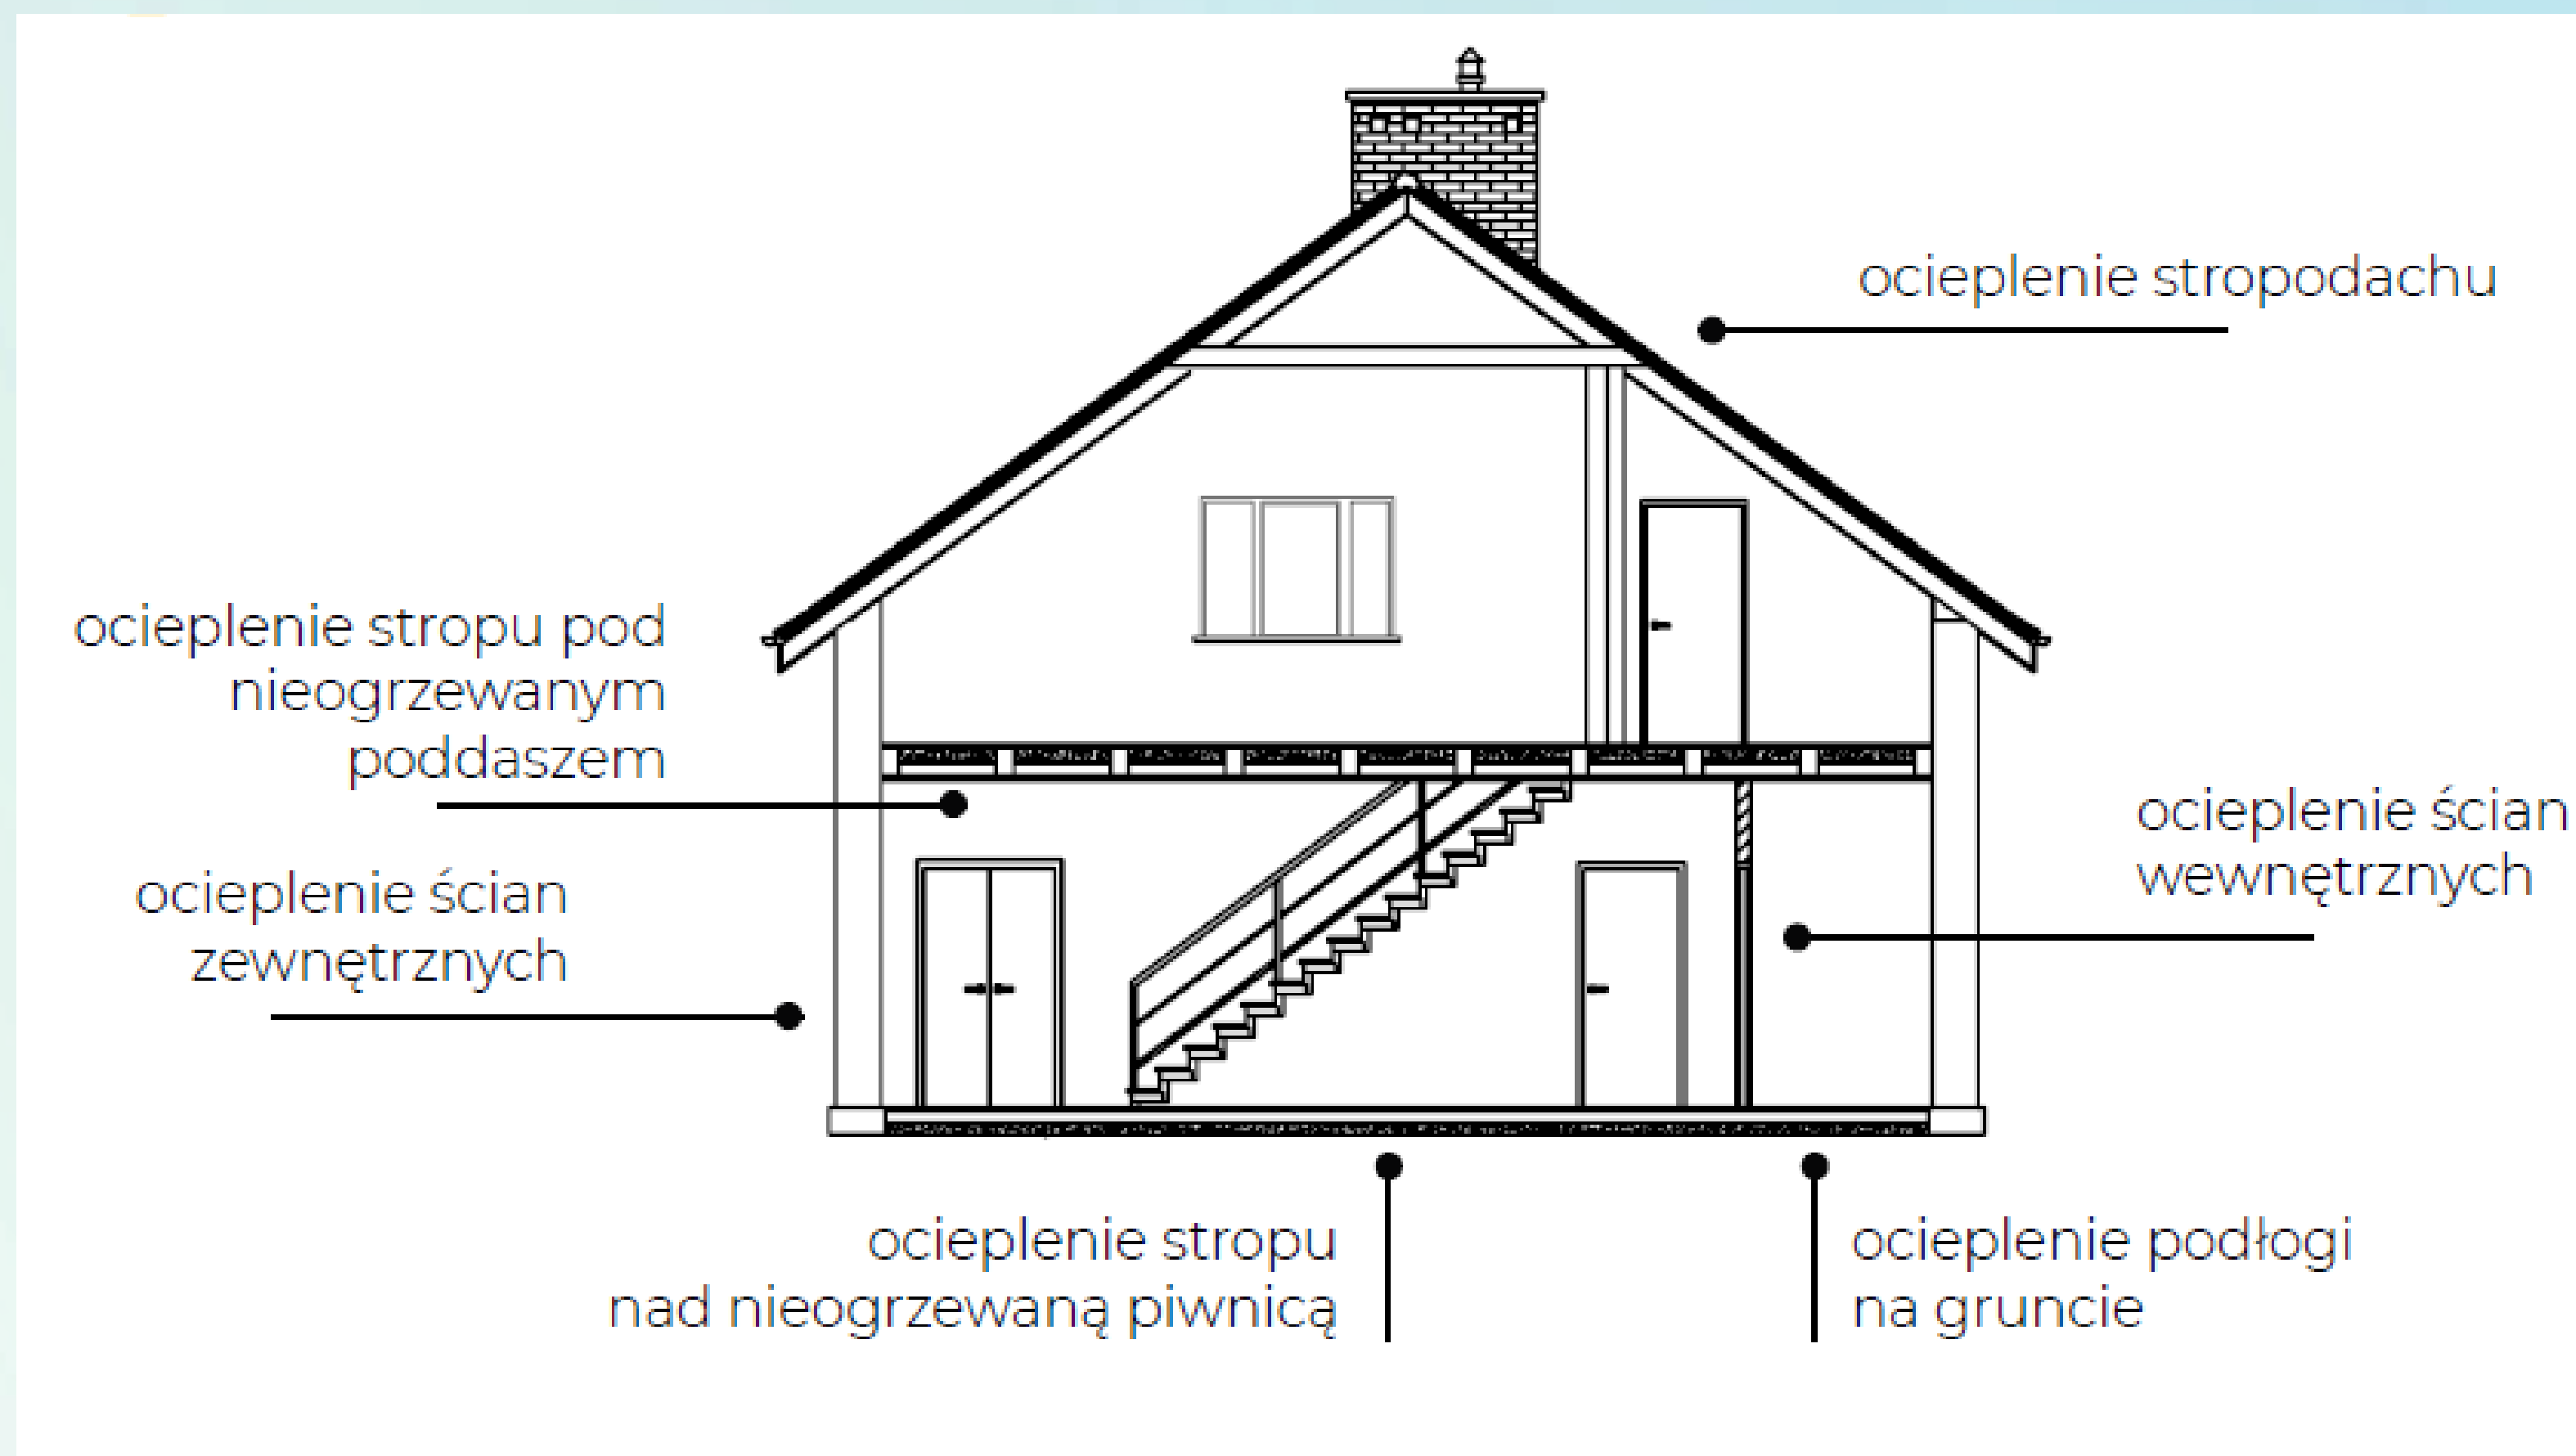 ocieplenie stropodachu
ocieplenie stropu pod
nieogrzewanym
poddaszem
ocieplenie ścian
zewnętrznych
ocieplenie ścian
wewnętrznych
ocieplenie stropu
nad nieogrzewaną piwnicą
ocieplenie podłogi
na gruncie